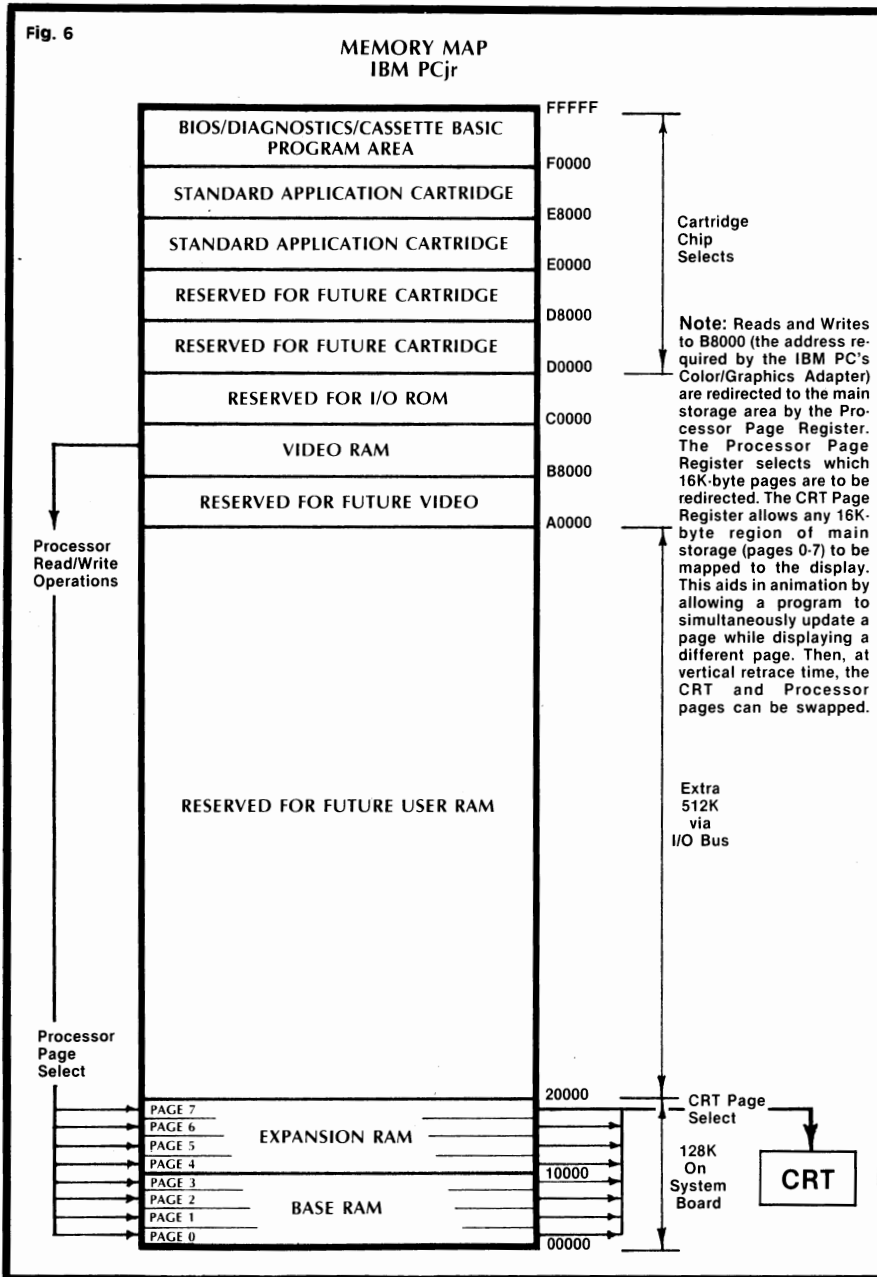 Fig. 6
MEMORY MAP
IBM PCjr
FFFFF
BIOS/DIAGNOSTICS/CASSETTE BASIC
PROGRAM AREA
F0000
STANDARD APPLICATION CARTRIDGE
E8000
STANDARD APPLICATION CARTRIDGE
E0000
RESERVED FOR FUTURE CARTRIDGE
D8000
RESERVED FOR FUTURE CARTRIDGE
D0000
RESERVED FOR I/O ROM
C0000
VIDEO RAM
B8000
RESERVED FOR FUTURE VIDEO
A0000
Cartridge
Chip
Selects
Note: Reads and Writes
to B8000 (the address re-
quired by the IBM PC's
Color/Graphics Adapter)
are redirected to the main
storage area by the Pro-
cessor Page Register.
The Processor Page
Register selects which
16K-byte pages are to be
redirected. The CRT Page
Register allows any 16K-
byte region of main
storage (pages 0-7) to be
mapped to the display.
This aids in animation by
allowing a program to
simultaneously update a
page while displaying a
different page. Then, at
vertical retrace time, the
CRT and Processor
pages can be swapped.
Processor
Read/Write
Operations
RESERVED FOR FUTURE USER RAM
Extra
512K
via
I/O Bus
Processor
Page
Select
20000
PAGE 7
PAGE 6
PAGE 5
PAGE 4
EXPANSION RAM
10000
PAGE 3
PAGE 2
PAGE 1
PAGE 0
BASE RAM
00000
CRT Page
Select
128K
On
System
Board
CRT